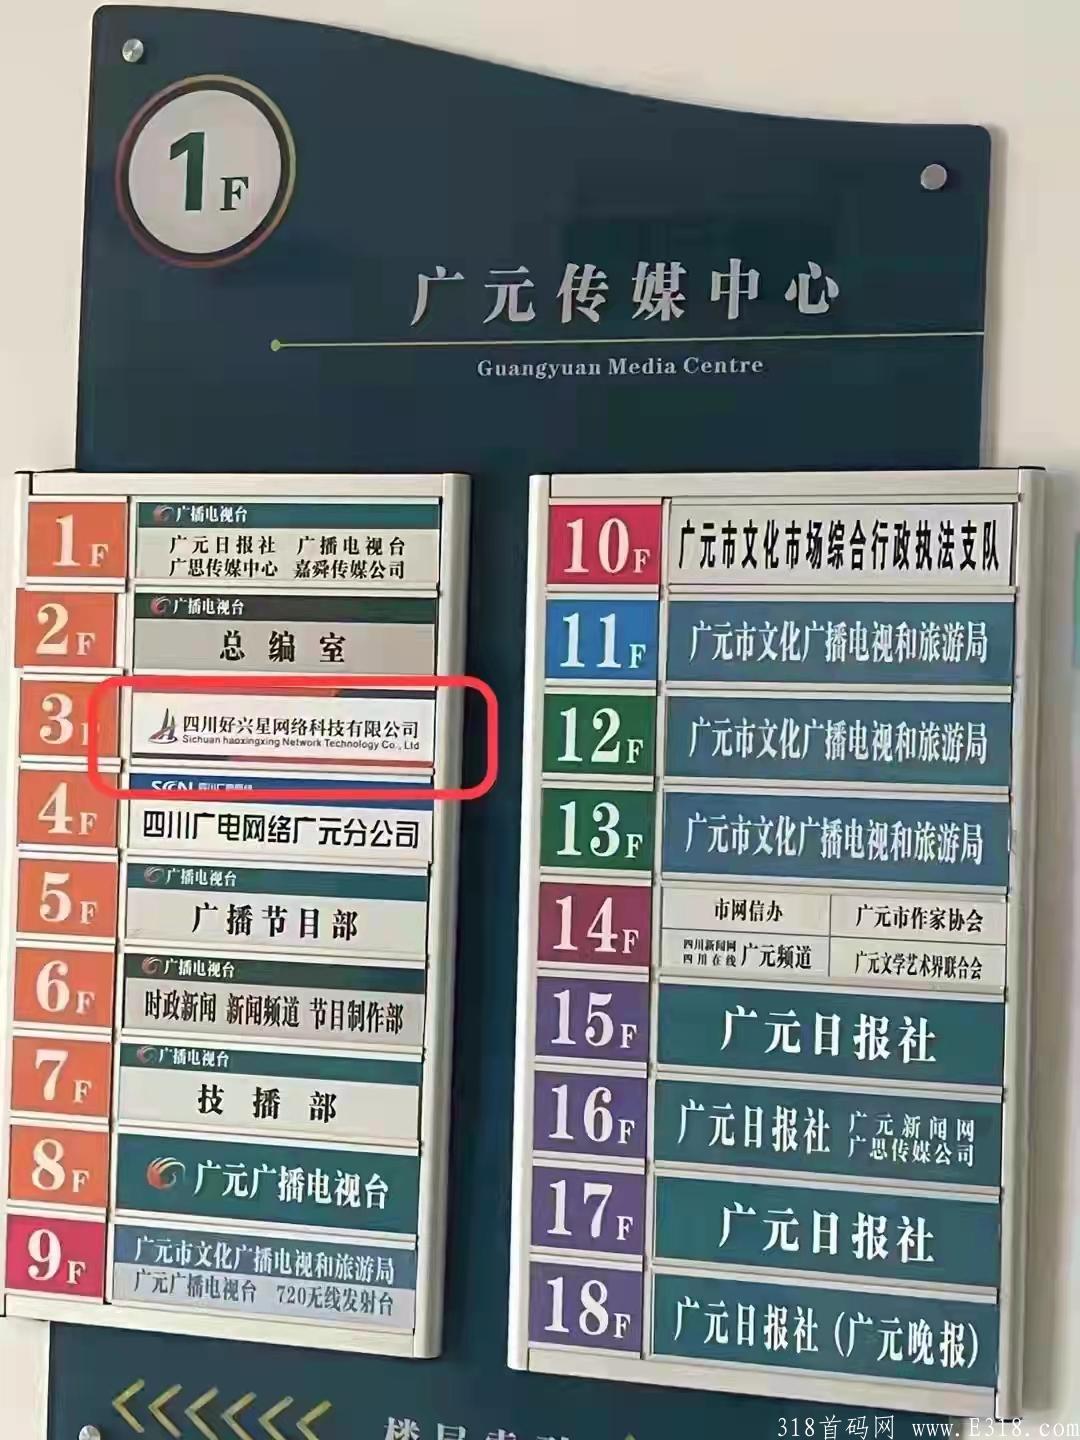 1F
广元传媒中心
Guangyuan Media Centre
1F
广播电视台
广元日报社 广播电视台
广思传媒中心 嘉舜传媒公司
2F
广播电视台
总编室
3F
四川好兴星网络科技有限公司
Sichuan haoxingxing Network Technology Co., Ltd
4F
四川广电网络广元分公司
5F
广播电视台
广播节目部
6F
广播电视台
时政新闻 新闻频道 节目制作部
7F
广播电视台
技播部
8F
广元广播电视台
9F
广元市文化广播电视和旅游局
广元广播电视台 720无线发射台
10F
广元市文化市场综合行政执法支队
11F
广元市文化广播电视和旅游局
12F
广元市文化广播电视和旅游局
13F
广元市文化广播电视和旅游局
14F
市网信办
广元市作家协会
四川新闻网
四川在线
广元频道
广元文学艺术界联合会
15F
广元日报社
16F
广元日报社
广元新闻网
广思传媒公司
17F
广元日报社
18F
广元日报社(广元晚报)
318首码网 www.E318.com